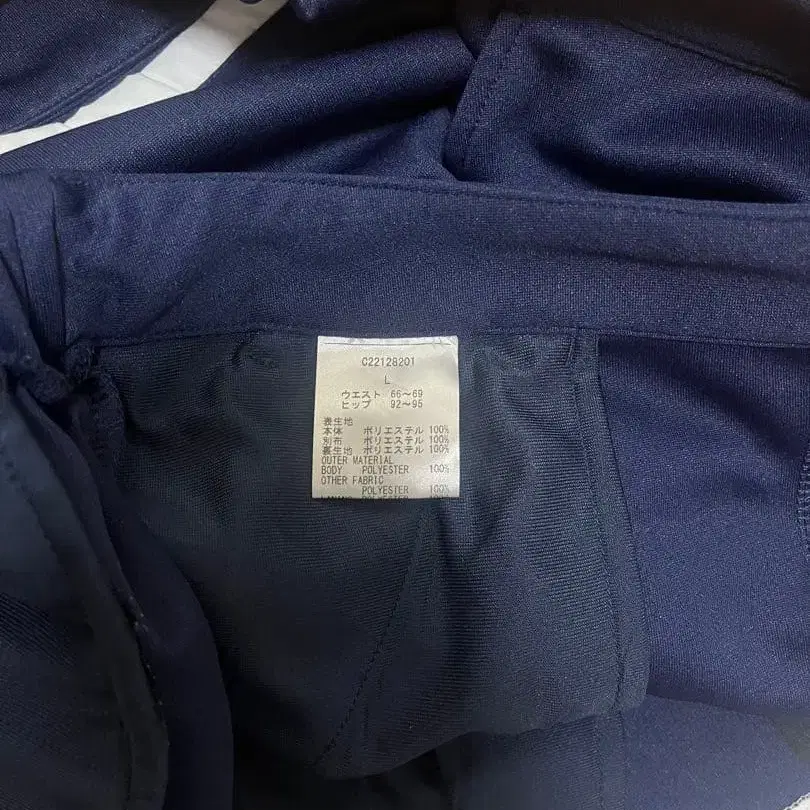 C22128201
L
ウエスト 66〜69
ヒップ 92〜95
表生地
本体 ポリエステル 100%
別布 ポリエステル 100%
裏生地 ポリエステル 100%
OUTER MATERIAL
BODY POLYESTER 100%
OTHER FABRIC
POLYESTER 100%